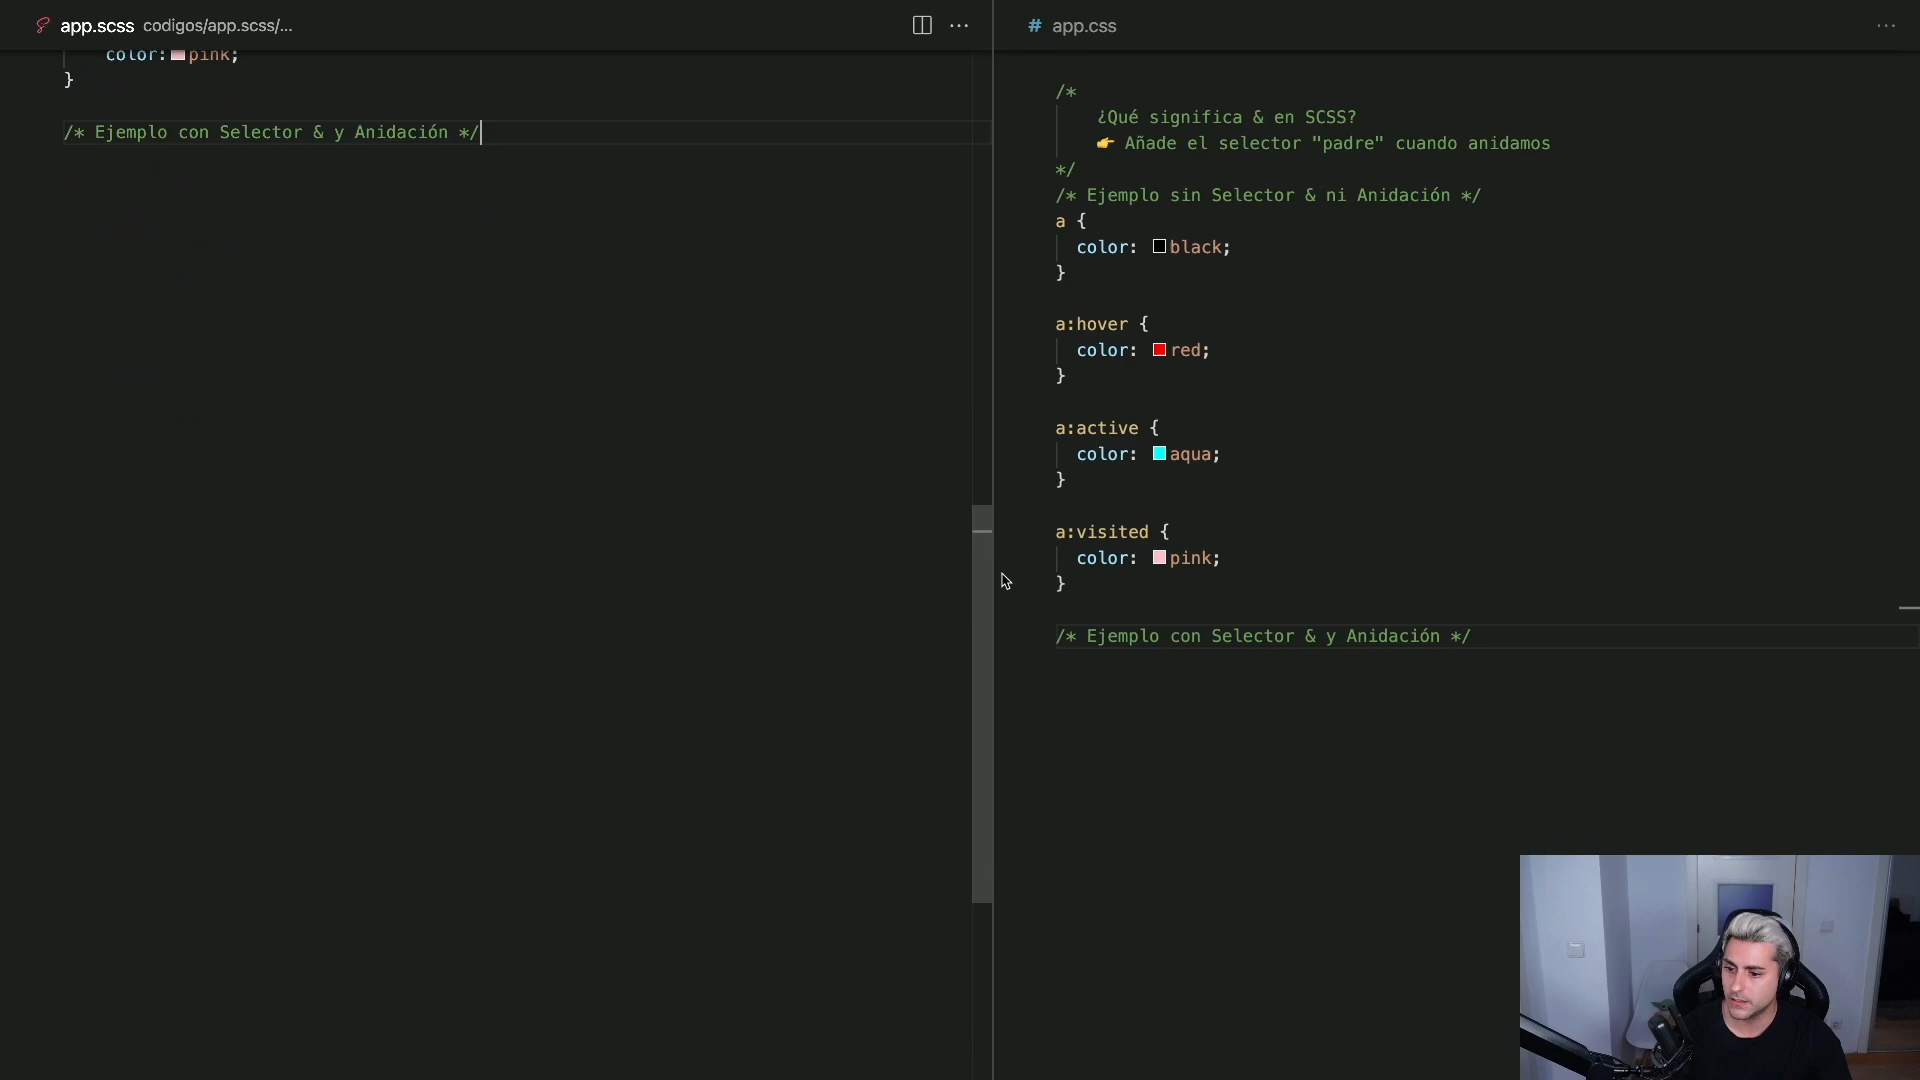 app.scss codigos/app.scss/...
color: pink;
}
/* Ejemplo con Selector & y Anidación */
# app.css
/*
¿Qué significa & en SCSS?
👉 Añade el selector "padre" cuando anidamos
*/
/* Ejemplo sin Selector & ni Anidación */
a {
color: black;
}
a:hover {
color: red;
}
a:active {
color: aqua;
}
a:visited {
color: pink;
}
/* Ejemplo con Selector & y Anidación */